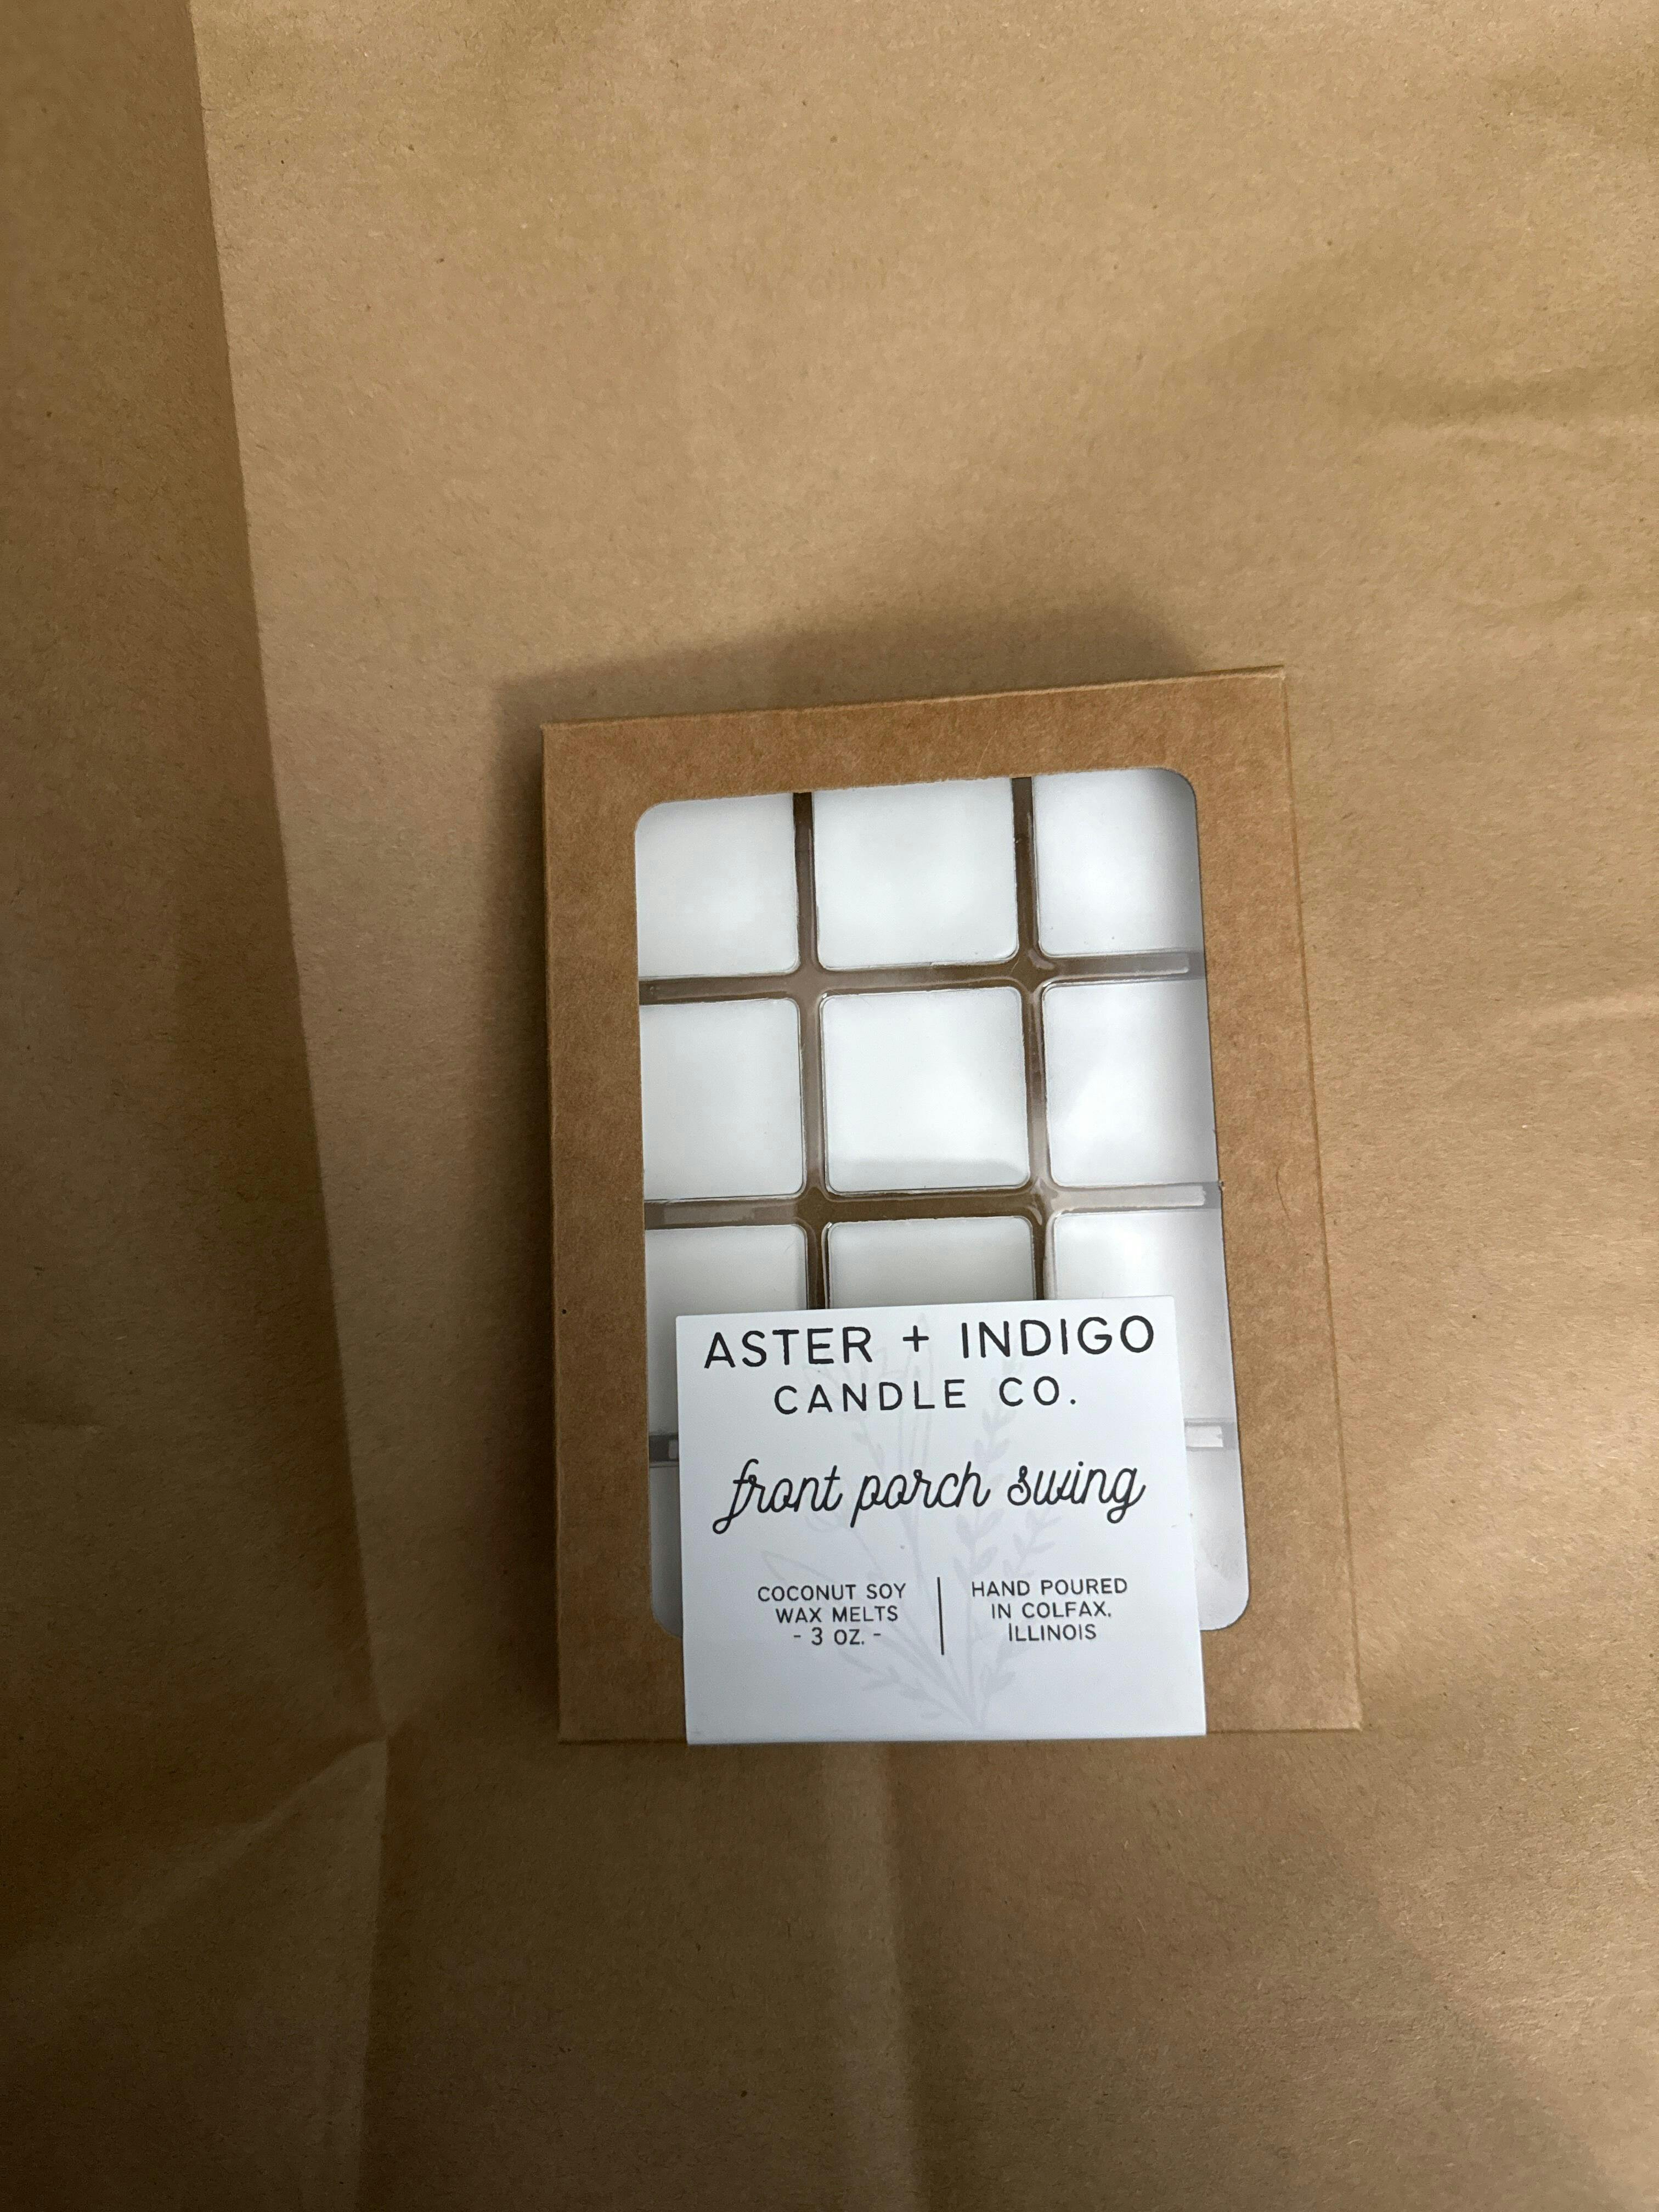 ASTER + INDIGO
CANDLE CO.
front porch swing
COCONUT SOY
WAX MELTS
- 3 OZ. -
HAND POURED
IN COLFAX,
ILLINOIS